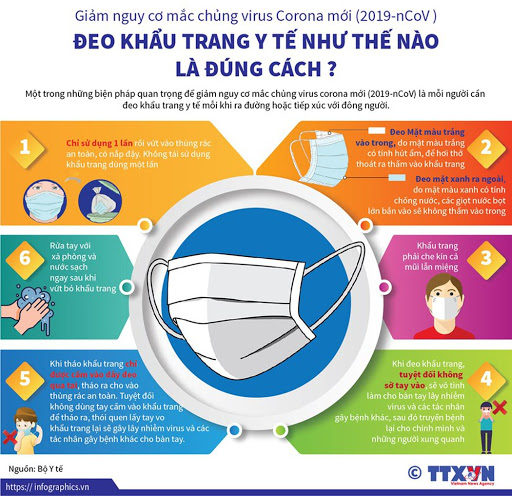 Giảm nguy cơ mắc chủng virus Corona mới (2019-nCoV )
ĐEO KHẨU TRANG Y TẾ NHƯ THẾ NÀO
LÀ ĐÚNG CÁCH ?
Một trong những biện pháp quan trọng để giảm nguy cơ mắc chủng virus corona mới (2019-nCoV) là mỗi người cần
đeo khẩu trang y tế mỗi khi ra đường hoặc tiếp xúc với đông người.
1
Chỉ sử dụng 1 lần rồi vứt vào thùng rác
an toàn, có nắp đậy. Không tái sử dụng
khẩu trang dùng một lần
2
Đeo Mặt màu trắng
vào trong, do mặt màu trắng
có tính hút ẩm, để hơi thở
thoát ra thấm vào khẩu trang
Đeo mặt xanh ra ngoài,
do mặt màu xanh có tính
chống nước, các giọt nước bọt
lớn bắn vào sẽ không thấm vào trong
3
Khẩu trang
phải che kín cả
mũi lẫn miệng
4
Khi đeo khẩu trang,
tuyệt đối không
sờ tay vào, sẽ vô tình
làm cho bàn tay lây nhiễm
virus và các tác nhân
gây bệnh khác, sau đó truyền bệnh
lại cho chính mình và
những người xung quanh
5
Khi tháo khẩu trang chỉ
được cầm vào dây đeo
qua tai, tháo ra cho vào
thùng rác an toàn. Tuyệt đối
không dùng tay cầm vào khẩu trang
để tháo ra, thói quen lấy tay vo
khẩu trang lại sẽ gây lây nhiễm virus và các
tác nhân gây bệnh khác cho bàn tay.
6
Rửa tay với
xà phòng và
nước sạch
ngay sau khi
vứt bỏ khẩu trang
Nguồn: Bộ Y tế
https:/ infographics.vn
© TTXVN
Vietnam News Agency